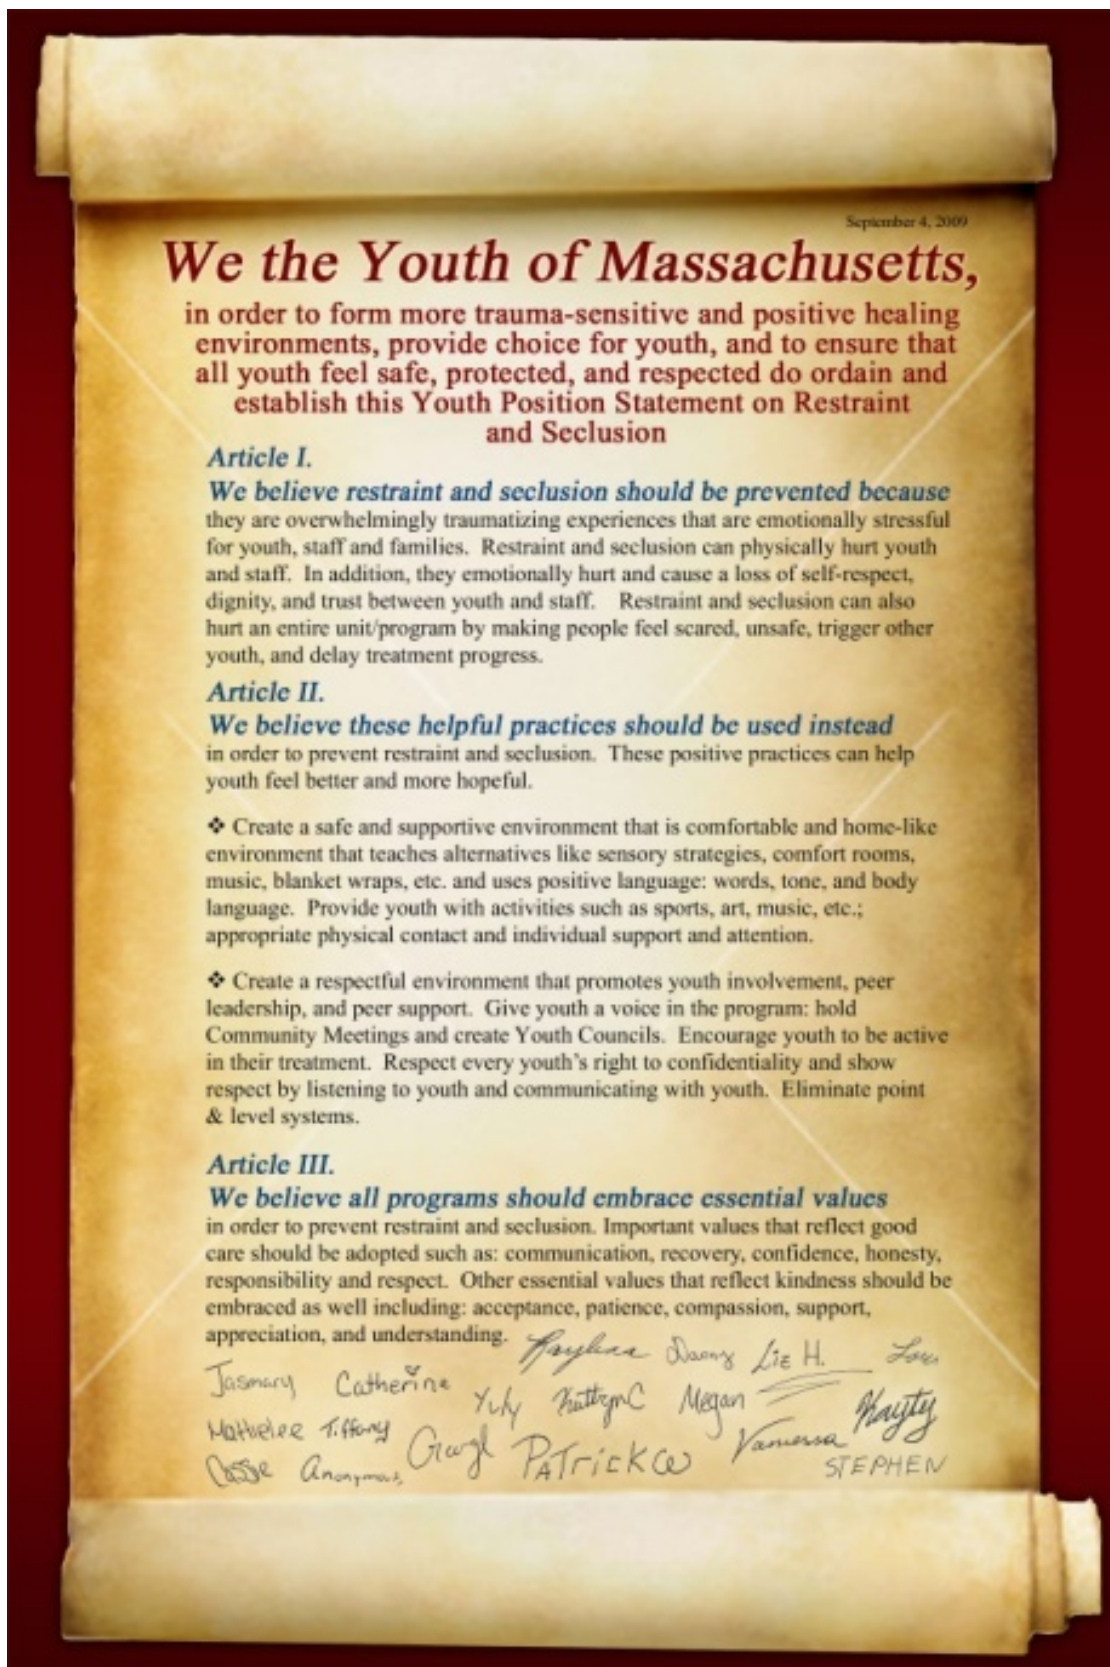 September 4, 2009
We the Youth of Massachusetts,
in order to form more trauma-sensitive and positive healing
environments, provide choice for youth, and to ensure that
all youth feel safe, protected, and respected do ordain and
establish this Youth Position Statement on Restraint
and Seclusion
Article I.
We believe restraint and seclusion should be prevented because
they are overwhelmingly traumatizing experiences that are emotionally stressful
for youth, staff and families.  Restraint and seclusion can physically hurt youth
and staff.  In addition, they emotionally hurt and cause a loss of self-respect,
dignity, and trust between youth and staff.    Restraint and seclusion can also
hurt an entire unit/program by making people feel scared, unsafe, trigger other
youth, and delay treatment progress.
Article II.
We believe these helpful practices should be used instead
in order to prevent restraint and seclusion.  These positive practices can help
youth feel better and more hopeful.
❖ Create a safe and supportive environment that is comfortable and home-like
environment that teaches alternatives like sensory strategies, comfort rooms,
music, blanket wraps, etc. and uses positive language: words, tone, and body
language.  Provide youth with activities such as sports, art, music, etc.;
appropriate physical contact and individual support and attention.
❖ Create a respectful environment that promotes youth involvement, peer
leadership, and peer support.  Give youth a voice in the program: hold
Community Meetings and create Youth Councils.  Encourage youth to be active
in their treatment.  Respect every youth's right to confidentiality and show
respect by listening to youth and communicating with youth.  Eliminate point
& level systems.
Article III.
We believe all programs should embrace essential values
in order to prevent restraint and seclusion. Important values that reflect good
care should be adopted such as: communication, recovery, confidence, honesty,
responsibility and respect.  Other essential values that reflect kindness should be
embraced as well including: acceptance, patience, compassion, support,
appreciation, and understanding.
Liz H.
Jasmary Catherine
Megan
Tiffany Kayty
Vanessa
Anonymous PATRICK W STEPHEN